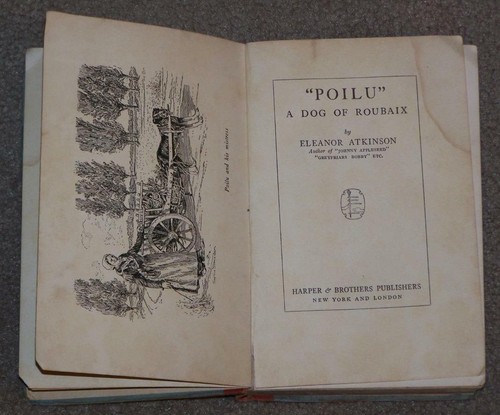 Poilu and his mistress
"POILU"
A DOG OF ROUBAIX
by
ELEANOR ATKINSON
Author of "JOHNNY APPLESEED"
"GREYFRIARS BOBBY" ETC.
HARPER & BROTHERS PUBLISHERS
NEW YORK AND LONDON